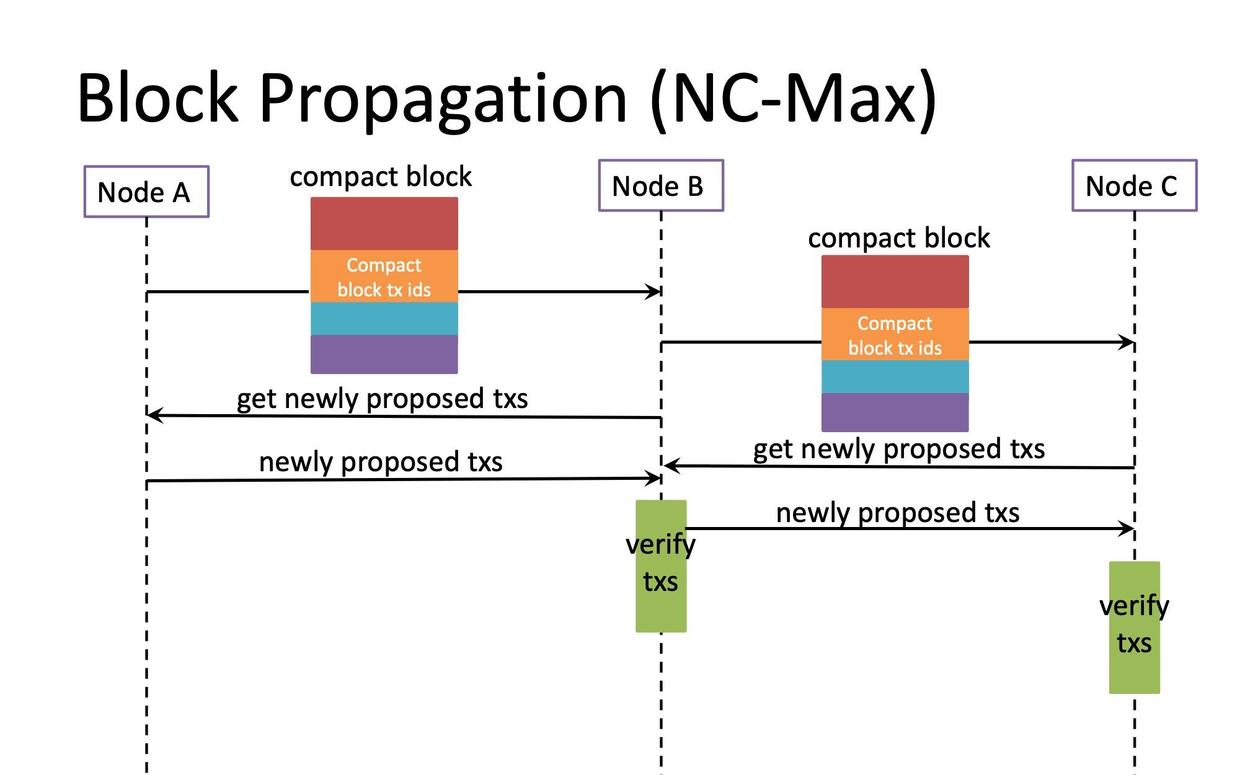 Block Propagation (NC-Max)
Node A
compact block
Node B
Node C
compact block
Compact
block tx ids
Compact
block tx ids
get newly proposed txs
get newly proposed txs
newly proposed txs
newly proposed txs
verify
txs
verify
txs